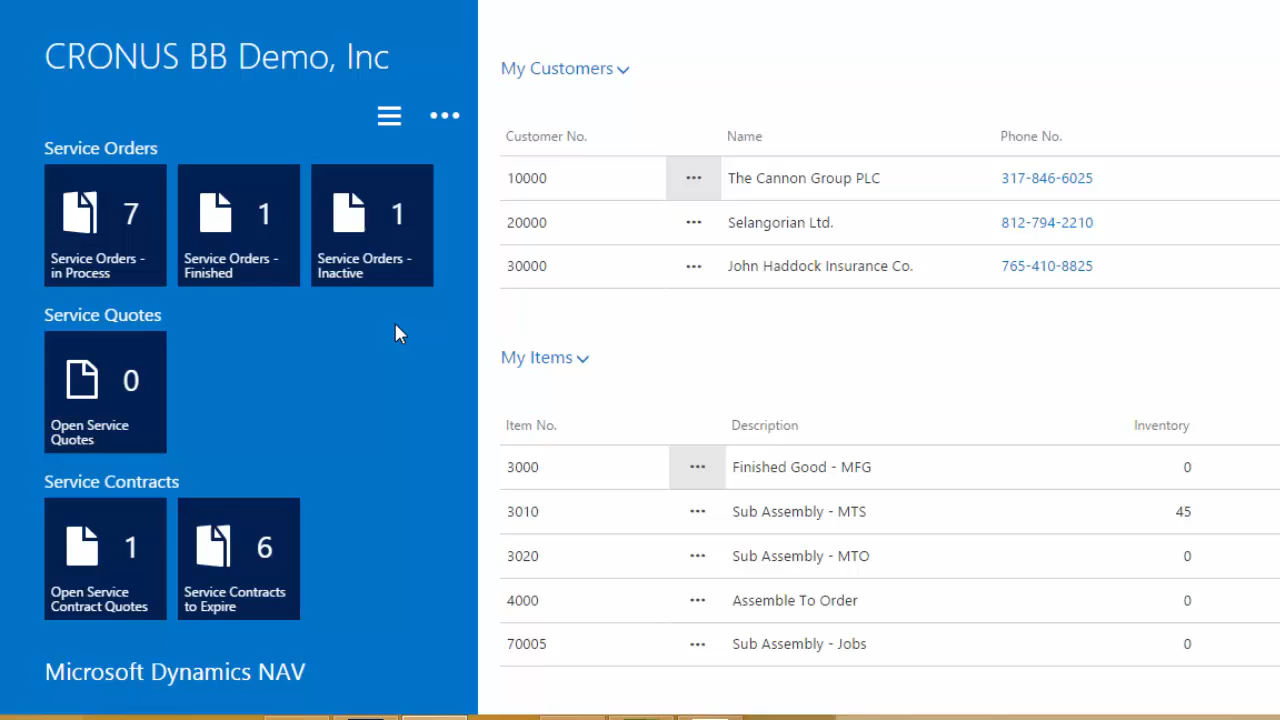 CRONUS BB Demo, Inc
Service Orders
7
Service Orders -
in Process
1
Service Orders -
Finished
1
Service Orders -
Inactive
Service Quotes
0
Open Service
Quotes
Service Contracts
1
Open Service
Contract Quotes
6
Service Contracts
to Expire
Microsoft Dynamics NAV
My Customers
Customer No. Name Phone No.
10000 The Cannon Group PLC 317-846-6025
20000 Selangorian Ltd. 812-794-2210
30000 John Haddock Insurance Co. 765-410-8825
My Items
Item No. Description Inventory
3000 Finished Good - MFG 0
3010 Sub Assembly - MTS 45
3020 Sub Assembly - MTO 0
4000 Assemble To Order 0
70005 Sub Assembly - Jobs 0